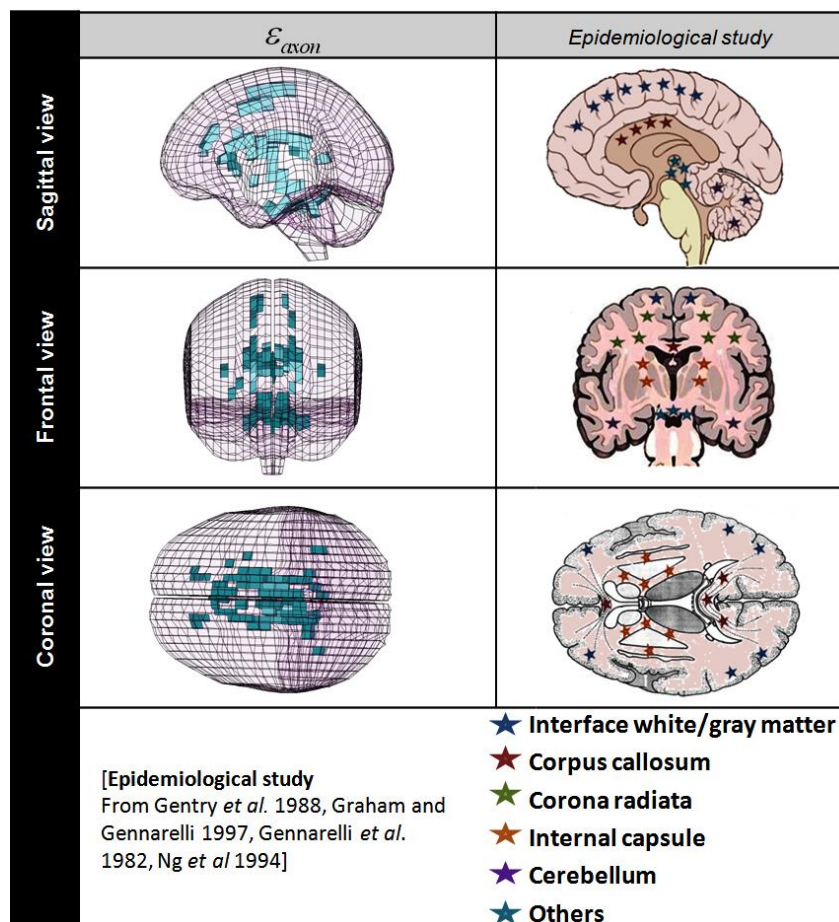 ε axon
Epidemiological study
Sagittal view
Frontal view
Coronal view
[Epidemiological study
From Gentry et al. 1988, Graham and
Gennarelli 1997, Gennarelli et al.
1982, Ng et al 1994]
Interface white/gray matter
Corpus callosum
Corona radiata
Internal capsule
Cerebellum
Others